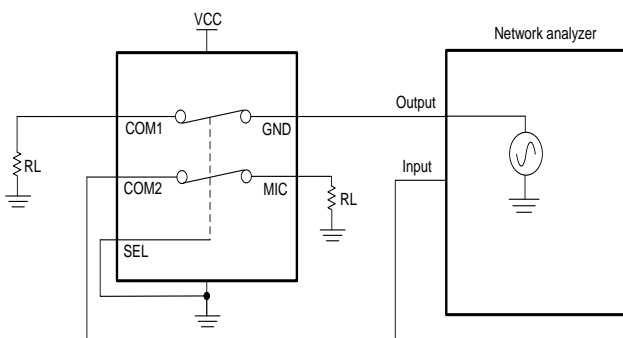 VCC
Network analyzer
COM1
GND
Output
RL
COM2
MIC
Input
RL
SEL